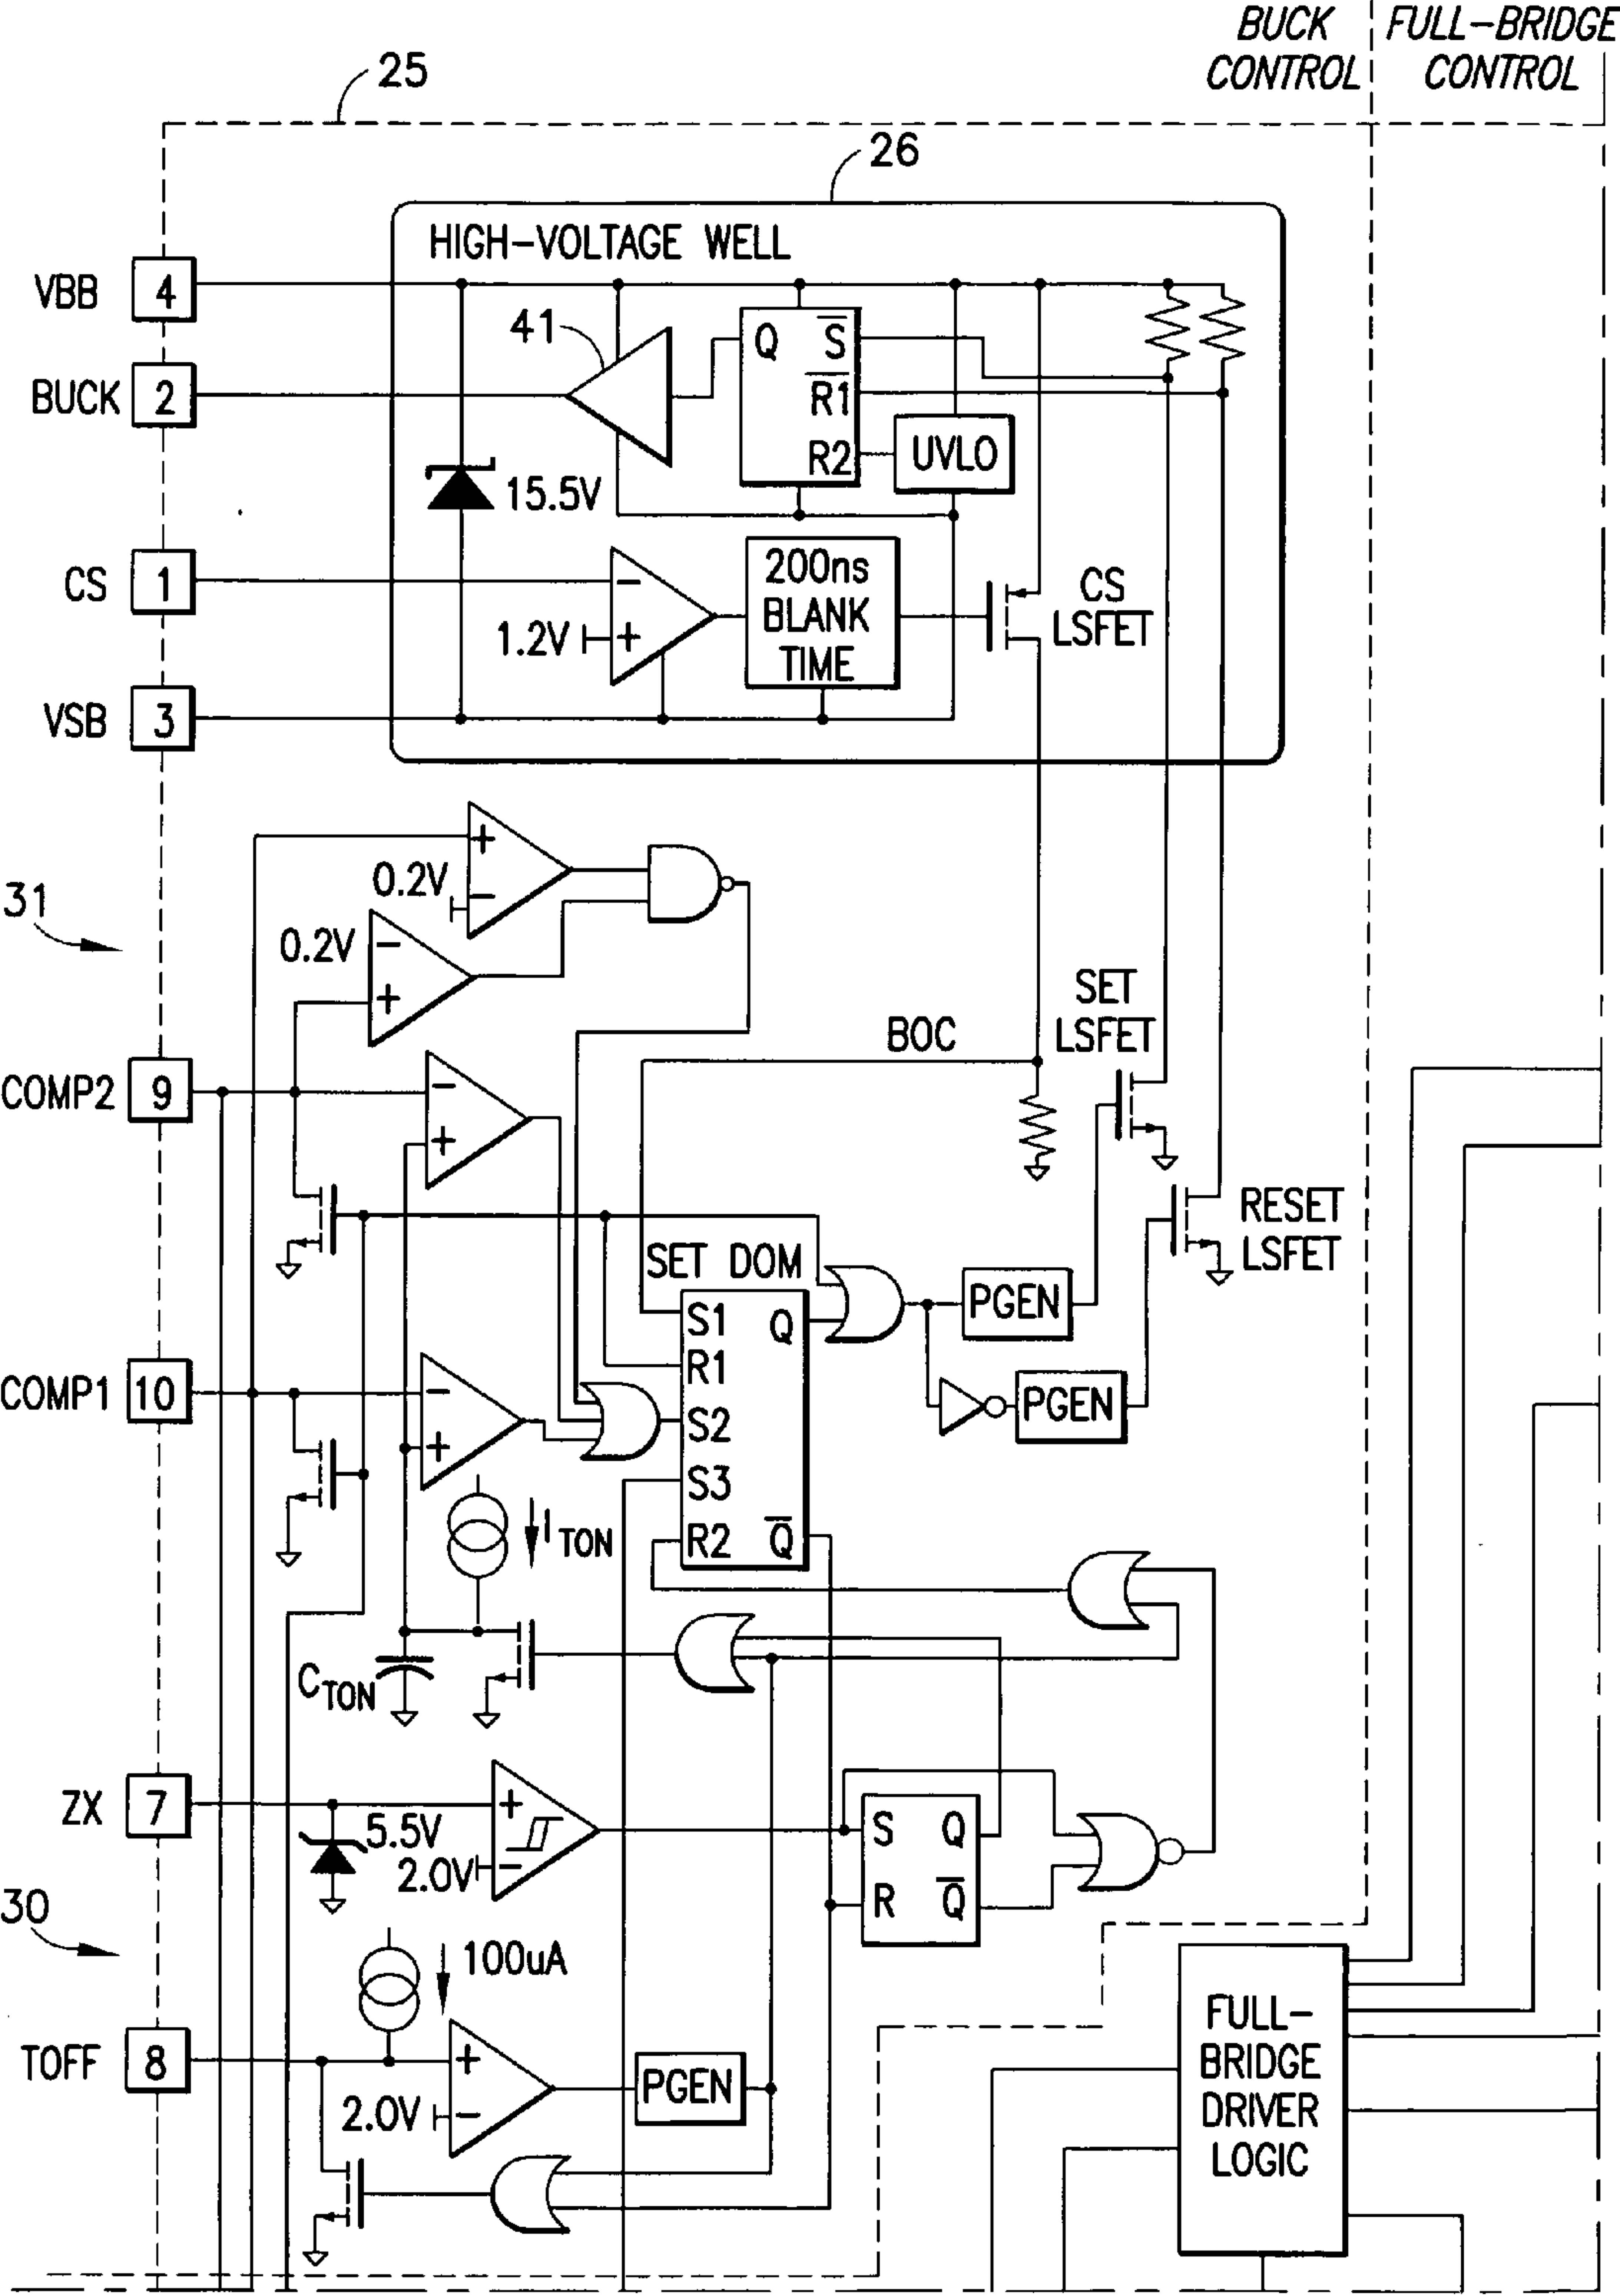 BUCK CONTROL
FULL-BRIDGE CONTROL
25
26
HIGH-VOLTAGE WELL
VBB 4
41
Q S̅
BUCK 2
R̅1̅
R2
UVLO
15.5V
CS 1
−
1.2V
+
200ns
BLANK
TIME
CS
LSFET
VSB 3
+
0.2V
−
31
0.2V
−
+
SET
LSFET
BOC
COMP2 9
−
+
RESET
LSFET
SET DOM
S1 Q
PGEN
R1
COMP1 10
−
PGEN
S2
+
S3
ITON
R2 Q̅
CTON
ZX 7
+
5.5V
S Q
2.0V
−
R Q̅
30
100uA
FULL-
BRIDGE
DRIVER
LOGIC
TOFF 8
+
PGEN
2.0V
−